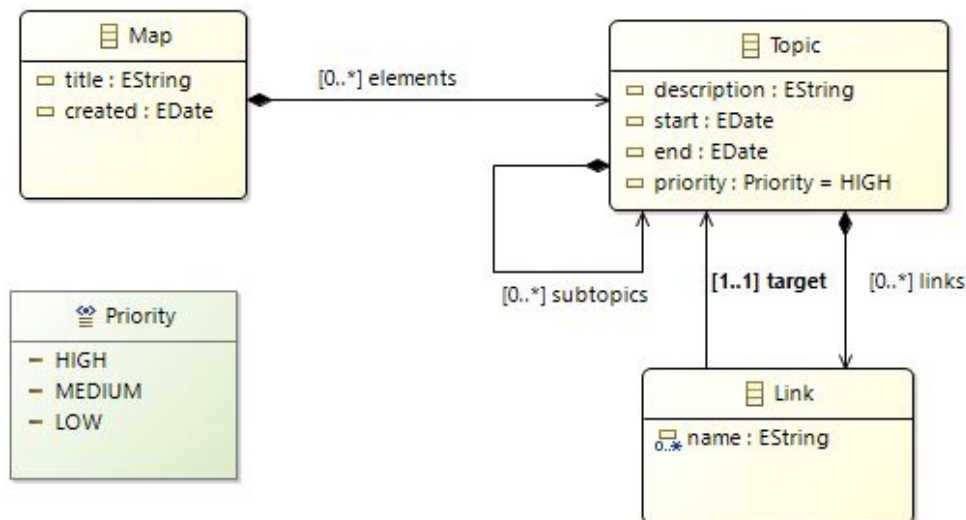 Map
title : EString
created : EDate
[0..*] elements
Topic
description : EString
start : EDate
end : EDate
priority : Priority = HIGH
[0..*] subtopics
[1..1] target
[0..*] links
Priority
HIGH
MEDIUM
LOW
Link
0..* name : EString